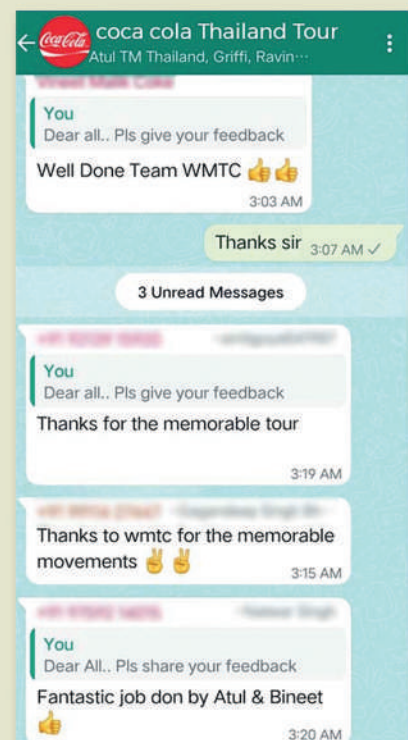 Coca-Cola
coca cola Thailand Tour
Atul TM Thailand, Griffi, Ravin...
You
Dear all.. Pls give your feedback
Well Done Team WMTC 👍👍
3:03 AM
Thanks sir 3:07 AM ✓
3 Unread Messages
You
Dear all.. Pls give your feedback
Thanks for the memorable tour
3:19 AM
Thanks to wmtc for the memorable
movements ✌️ ✌️
3:15 AM
You
Dear All.. Pls share your feedback
Fantastic job don by Atul & Bineet
👍
3:20 AM